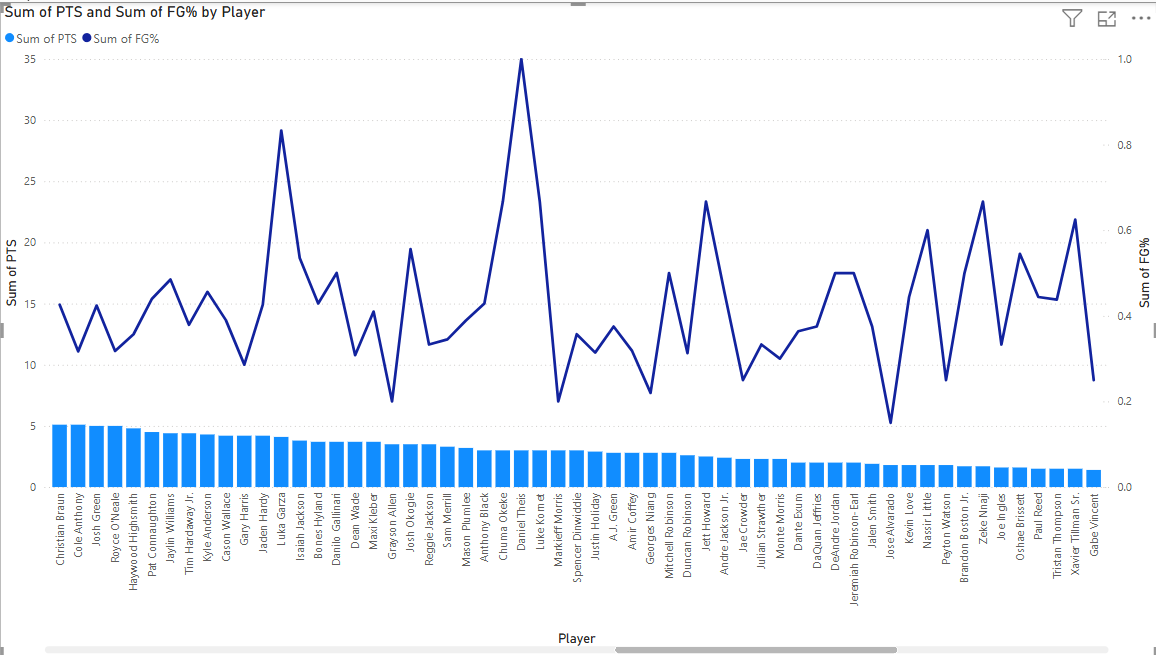 Sum of PTS and Sum of FG% by Player
Sum of PTS Sum of FG%
35
30
25
20
15
10
5
0
Sum of PTS
1.0
0.8
0.6
0.4
0.2
0.0
Sum of FG%
Christian Braun
Cole Anthony
Josh Green
Royce O'Neale
Haywood Highsmith
Pat Connaughton
Jaylin Williams
Tim Hardaway Jr.
Kyle Anderson
Cason Wallace
Gary Harris
Jaden Hardy
Luka Garza
Isaiah Jackson
Bones Hyland
Danilo Gallinari
Dean Wade
Maxi Kleber
Grayson Allen
Josh Okogie
Reggie Jackson
Sam Merrill
Mason Plumlee
Anthony Black
Chuma Okeke
Daniel Theis
Luke Kornet
Markieff Morris
Spencer Dinwiddie
Justin Holiday
A.J. Green
Amir Coffey
Georges Niang
Mitchell Robinson
Duncan Robinson
Jett Howard
Andre Jackson Jr.
Jae Crowder
Julian Strawther
Monte Morris
Dante Exum
DaQuan Jeffries
DeAndre Jordan
Jeremiah Robinson-Earl
Jalen Smith
Jose Alvarado
Kevin Love
Nassir Little
Peyton Watson
Brandon Boston Jr.
Zeke Nnaji
Joe Ingles
Oshae Brissett
Paul Reed
Tristan Thompson
Xavier Tillman Sr.
Gabe Vincent
Player